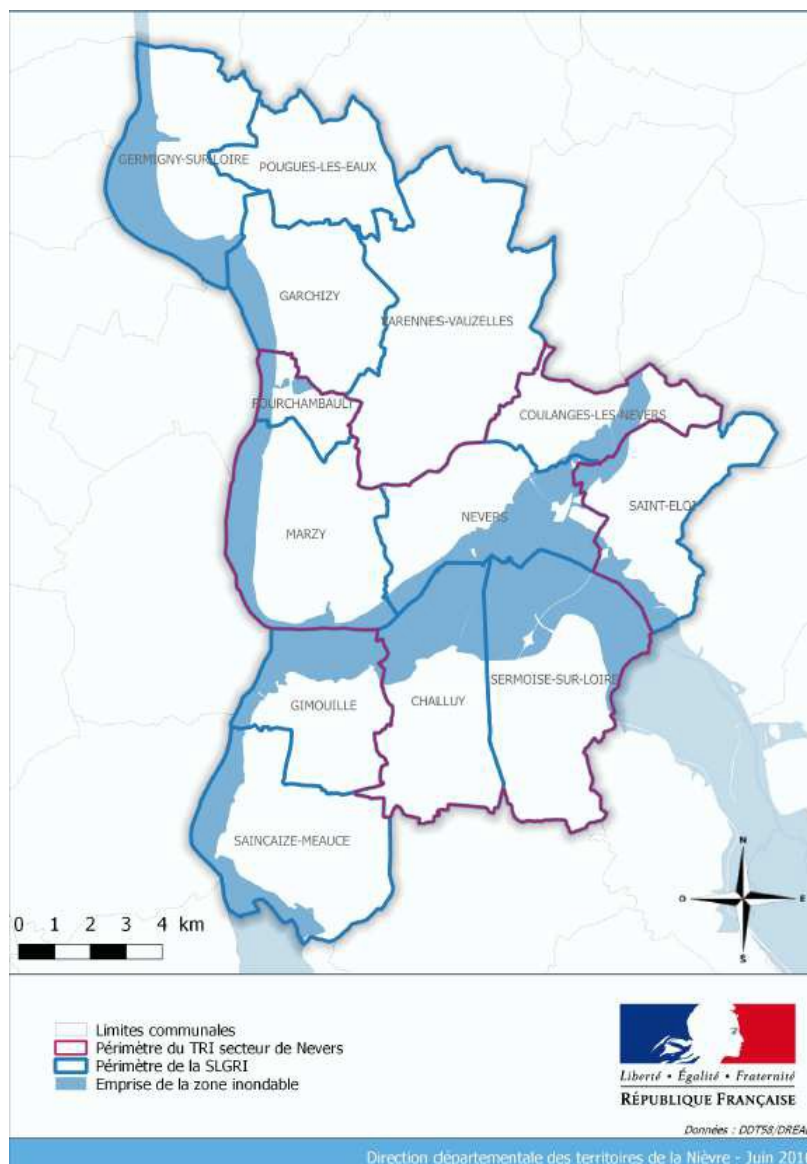 GERMIGNY-SUR-LOIRE
POUGUES-LES-EAUX
GARCHIZY
VARENNES-VAUZELLES
FOURCHAMBAULT
COULANGES-LES-NEVERS
SAINT-ELOI
NEVERS
MARZY
SERMOISE-SUR-LOIRE
CHALLUY
GIMOUILLE
SAINCAIZE-MEAUCE
N
O
E
S
0 1 2 3 4 km
Limites communales
Périmètre du TRI secteur de Nevers
Périmètre de la SLGRI
Emprise de la zone inondable
Liberté • Égalité • Fraternité
RÉPUBLIQUE FRANÇAISE
Données : DDT58/DREAL
Direction départementale des territoires de la Nièvre - Juin 2016